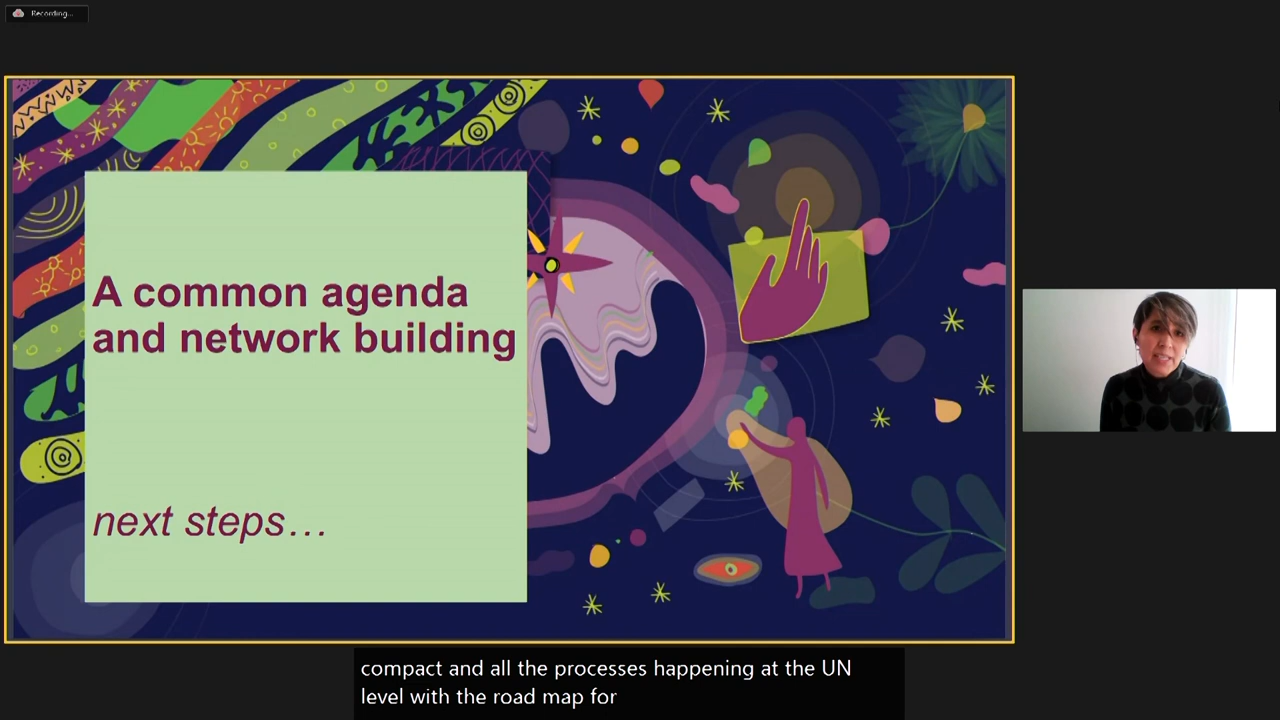 Recording...
A common agenda
and network building
next steps...
compact and all the processes happening at the UN
level with the road map for